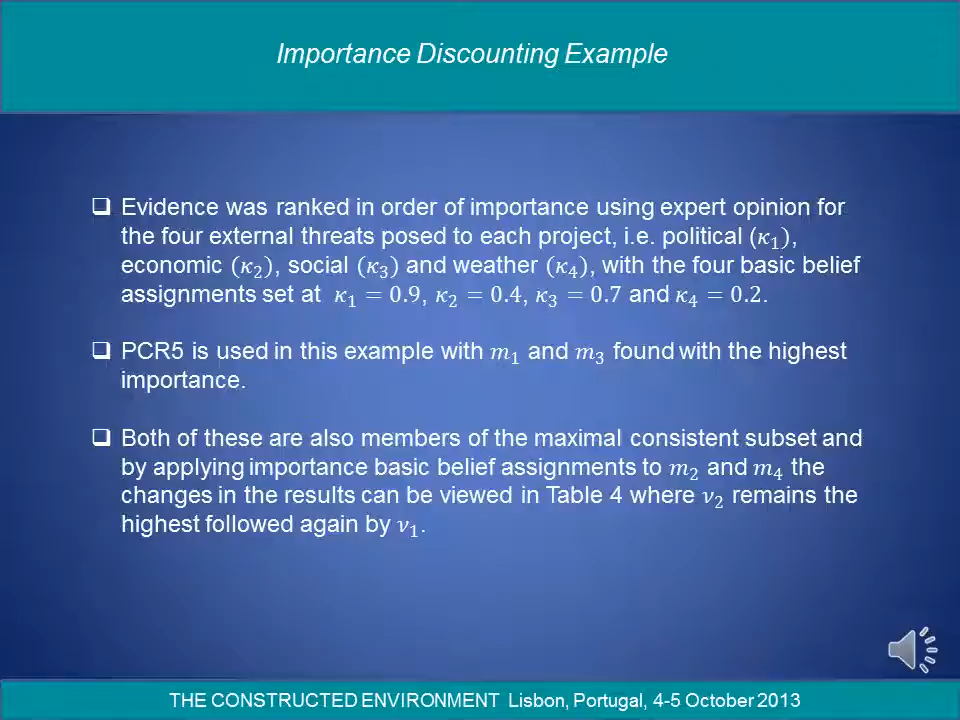 Importance Discounting Example
❑ Evidence was ranked in order of importance using expert opinion for
the four external threats posed to each project, i.e. political (κ₁),
economic (κ₂), social (κ₃) and weather (κ₄), with the four basic belief
assignments set at κ₁ = 0.9, κ₂ = 0.4, κ₃ = 0.7 and κ₄ = 0.2.
❑ PCR5 is used in this example with m₁ and m₃ found with the highest
importance.
❑ Both of these are also members of the maximal consistent subset and
by applying importance basic belief assignments to m₂ and m₄ the
changes in the results can be viewed in Table 4 where ν₂ remains the
highest followed again by ν₁.
THE CONSTRUCTED ENVIRONMENT Lisbon, Portugal, 4-5 October 2013